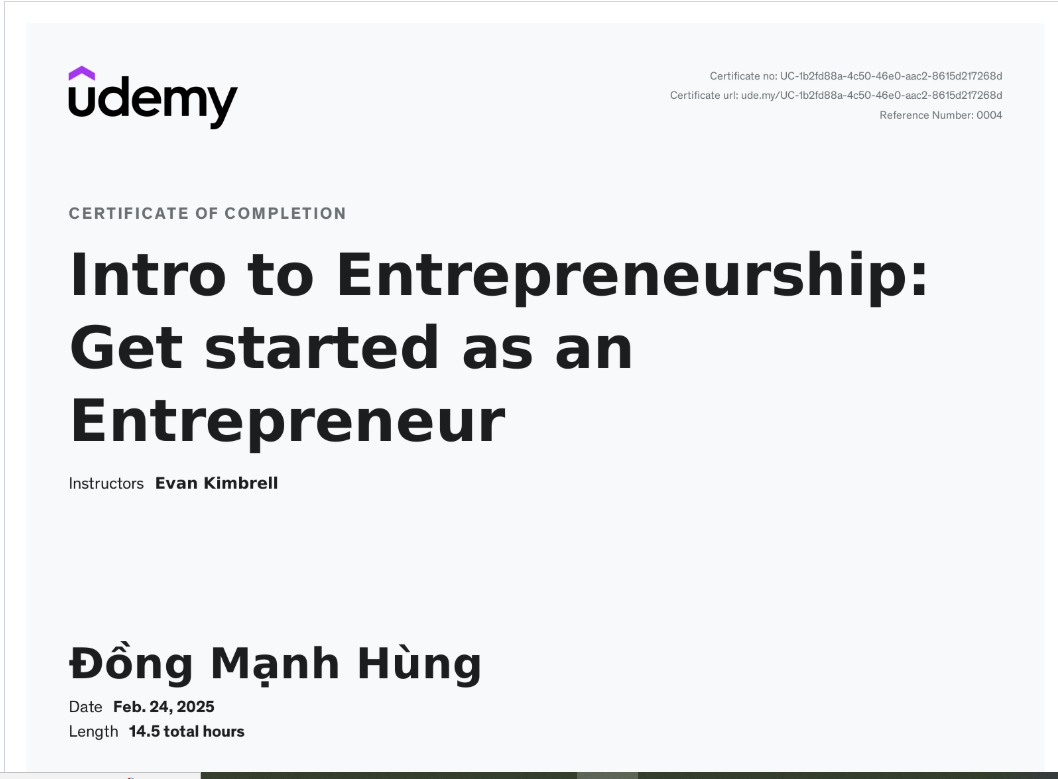 udemy
Certificate no: UC-1b2fd88a-4c50-46e0-aac2-8615d217268d
Certificate url: ude.my/UC-1b2fd88a-4c50-46e0-aac2-8615d217268d
Reference Number: 0004
CERTIFICATE OF COMPLETION
Intro to Entrepreneurship:
Get started as an
Entrepreneur
Instructors Evan Kimbrell
Đồng Mạnh Hùng
Date Feb. 24, 2025
Length 14.5 total hours